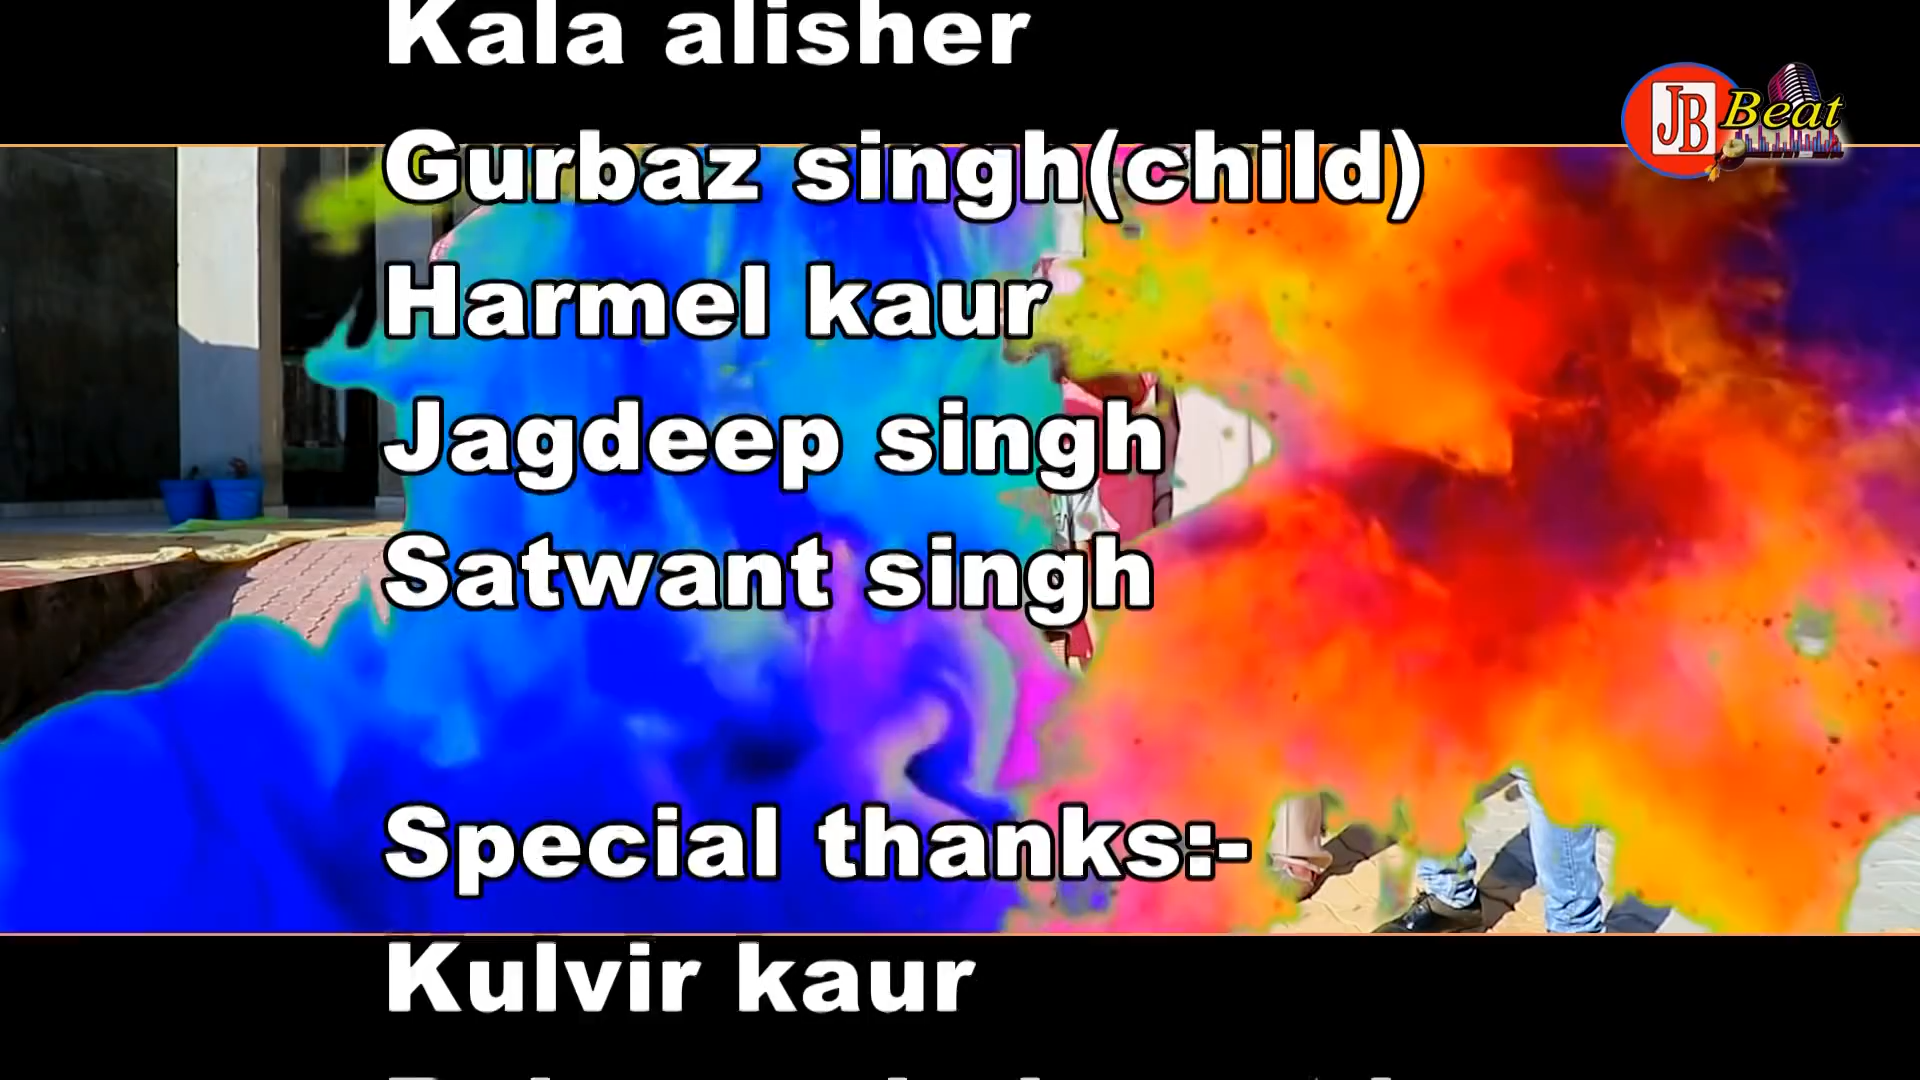 Kala alisher
JB Beat
Gurbaz singh(child)
Harmel kaur
Jagdeep singh
Satwant singh
Special thanks:-
Kulvir kaur